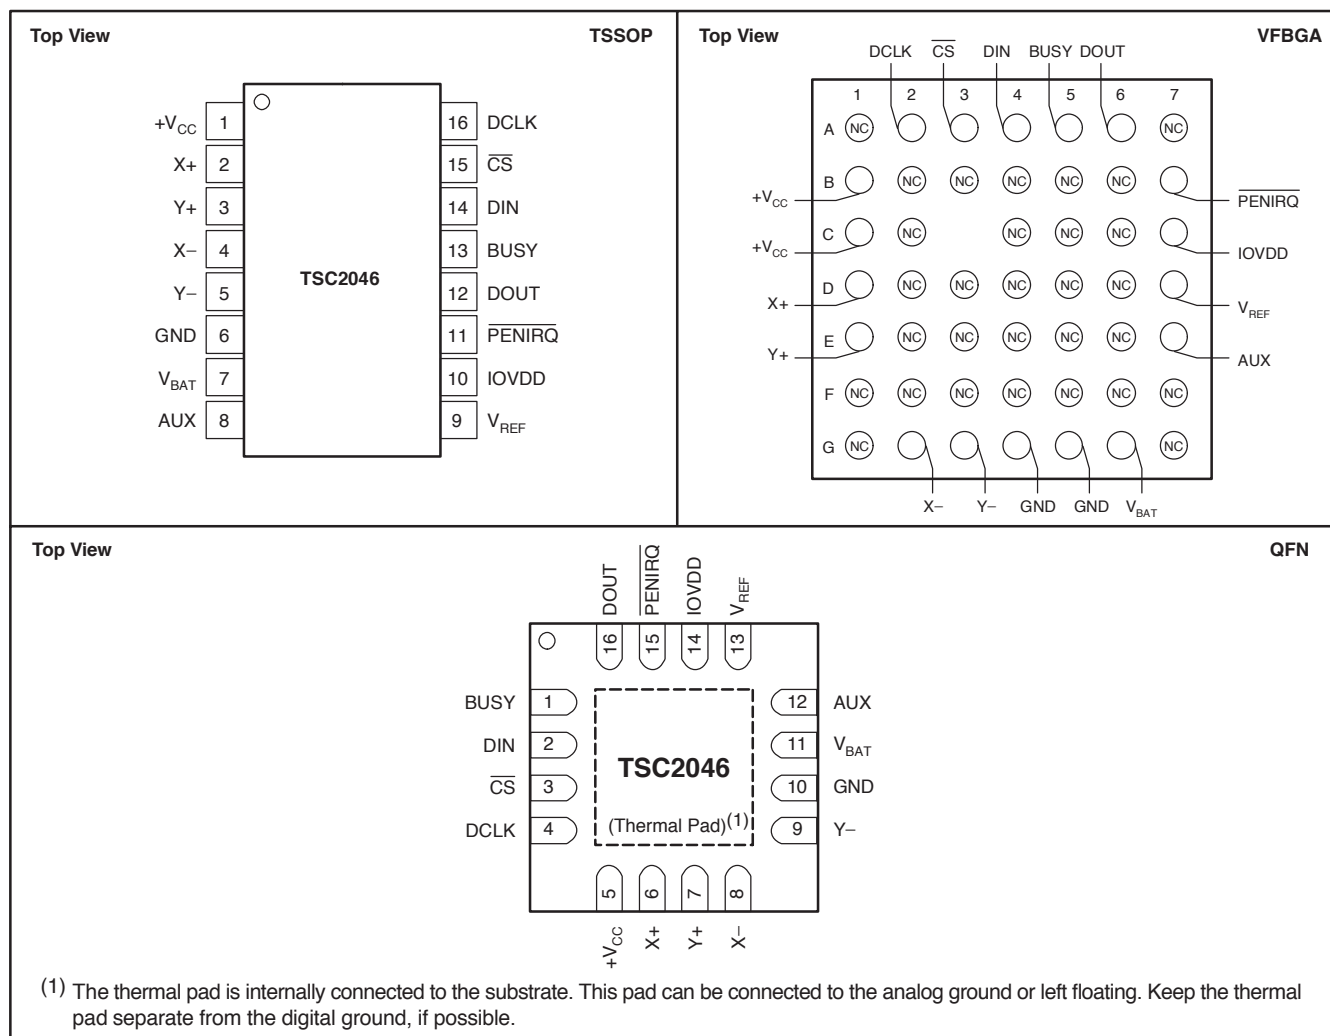 Top View TSSOP
+VCC 1 16 DCLK
X+ 2 15 CS
Y+ 3 14 DIN
X− 4 13 BUSY
TSC2046
Y− 5 12 DOUT
GND 6 11 PENIRQ
VBAT 7 10 IOVDD
AUX 8 9 VREF
Top View VFBGA
DCLK CS DIN BUSY DOUT
1 2 3 4 5 6 7
A NC NC
B NC NC NC NC NC
+VCC PENIRQ
C NC NC NC NC
+VCC IOVDD
D NC NC NC NC NC
X+ VREF
E NC NC NC NC NC
Y+ AUX
F NC NC NC NC NC NC NC
G NC NC
X− Y− GND GND VBAT
Top View QFN
DOUT PENIRQ IOVDD VREF
16 15 14 13
BUSY 1 12 AUX
DIN 2 11 VBAT
TSC2046
CS 3 10 GND
DCLK 4 (Thermal Pad)(1) 9 Y−
5 6 7 8
+VCC X+ Y+ X−
(1) The thermal pad is internally connected to the substrate. This pad can be connected to the analog ground or left floating. Keep the thermal
pad separate from the digital ground, if possible.